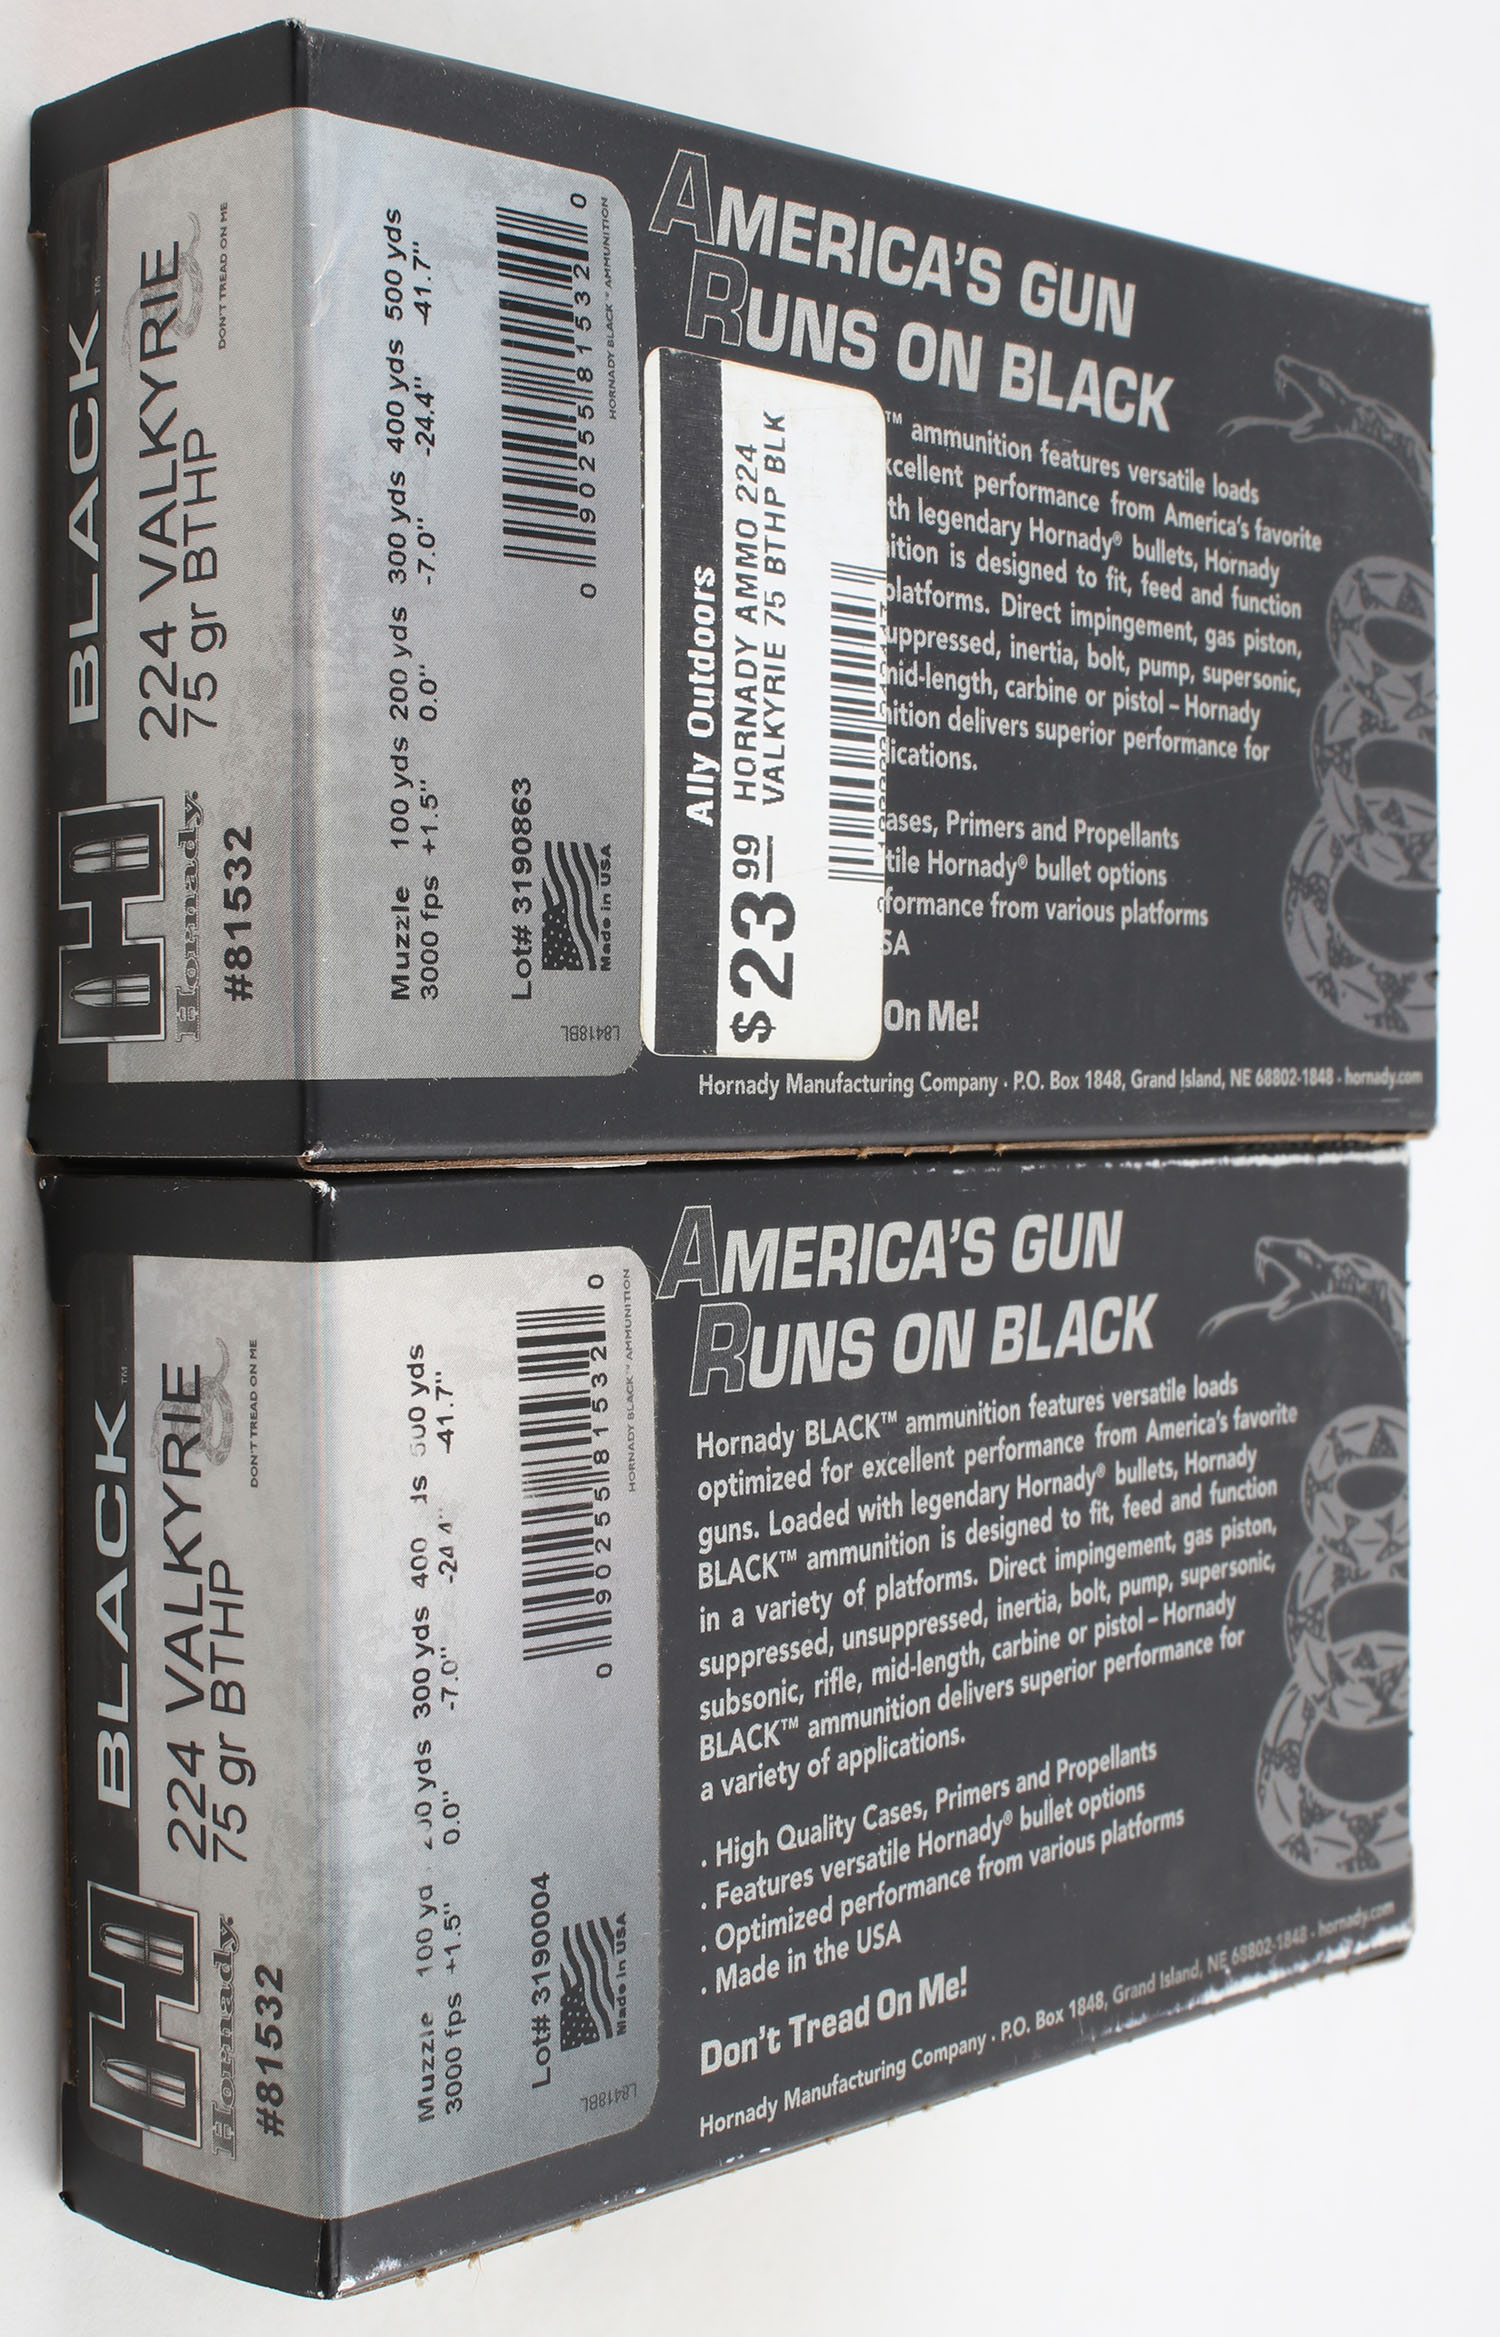 BLACK™
224 VALKYRIE
75 gr BTHP
DON'T TREAD ON ME
H
Hornady.
#81532
Muzzle 100 yds 200 yds 300 yds 400 yds 500 yds
3000 fps +1.5" 0.0" -7.0" -24.4" -41.7"
Lot# 3190863
Made in USA
0 90255 81532 0
HORNADY BLACK™ AMMUNITION
L8418BL
AMERICA'S GUN
RUNS ON BLACK
Ally Outdoors
$23.99
HORNADY AMMO 224
VALKYRIE 75 BTHP BLK
™ ammunition features versatile loads
performance from America's favorite
legendary Hornady® bullets, Hornady
is designed to fit, feed and function
platforms. Direct impingement, gas piston,
inertia, bolt, pump, supersonic,
carbine or pistol – Hornady
delivers superior performance for
Primers and Propellants
Hornady® bullet options
from various platforms
On Me!
Hornady Manufacturing Company · P.O. Box 1848, Grand Island, NE 68802-1848 · hornady.com
BLACK™
224 VALKYRIE
75 gr BTHP
DON'T TREAD ON ME
H
Hornady.
#81532
Muzzle 100 yd 300 yds 400 yds
3000 fps +1.5" 0.0" -7.0" -41.7"
Lot# 3190004
Made in USA
0 90255 81532 0
HORNADY BLACK™ AMMUNITION
L8418BL
AMERICA'S GUN
RUNS ON BLACK
Hornady BLACK™ ammunition features versatile loads
optimized for excellent performance from America's favorite
guns. Loaded with legendary Hornady® bullets, Hornady
BLACK™ ammunition is designed to fit, feed and function
in a variety of platforms. Direct impingement, gas piston,
suppressed, unsuppressed, inertia, bolt, pump, supersonic,
subsonic, rifle, mid-length, carbine or pistol – Hornady
BLACK™ ammunition delivers superior performance for
a variety of applications.
· High Quality Cases, Primers and Propellants
· Features versatile Hornady® bullet options
· Optimized performance from various platforms
· Made in the USA
Don't Tread On Me!
Hornady Manufacturing Company · P.O. Box 1848, Grand Island, NE 68802-1848 · hornady.com